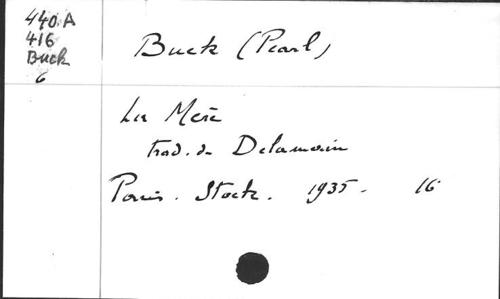 440.A
416
Buck
6
Buck (Pearl)
La Mère
trad. de Delamain
Paris. Stock. 1935. 16